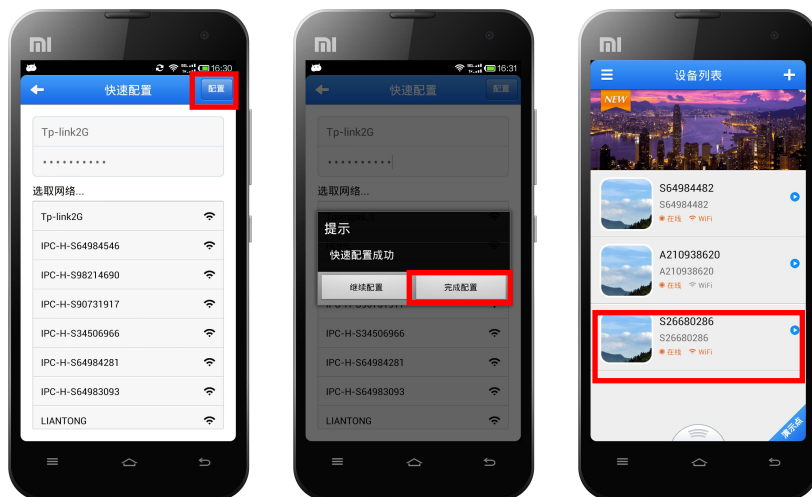 16:30
快速配置
配置
Tp-link2G
··········
选取网络...
Tp-link2G
IPC-H-S64984546
IPC-H-S98214690
IPC-H-S90731917
IPC-H-S34506966
IPC-H-S64984281
IPC-H-S64983093
LIANTONG
16:31
快速配置
配置
Tp-link2G
··········
选取网络...
提示
快速配置成功
继续配置
完成配置
IPC-H-S34506966
IPC-H-S64984281
IPC-H-S64983093
LIANTONG
设备列表
NEW
S64984482
S64984482
在线 WiFi
A210938620
A210938620
在线 WiFi
S26680286
S26680286
在线 WiFi
演示点